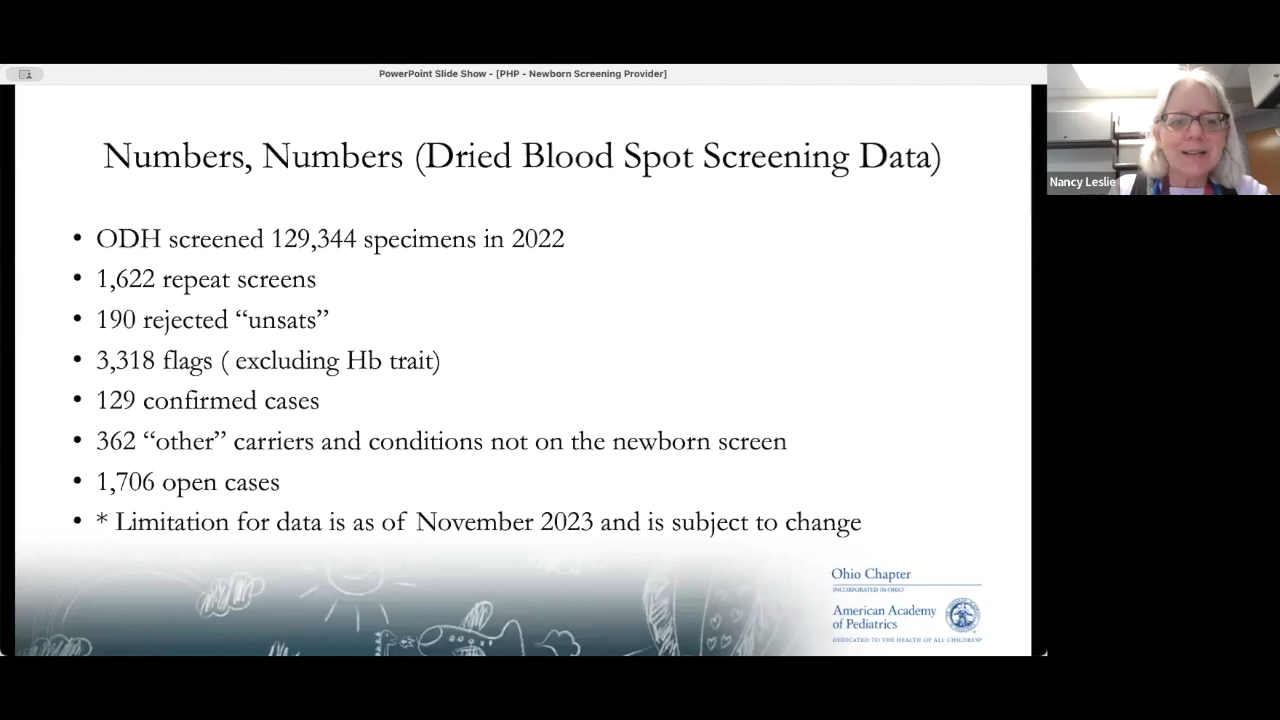 PowerPoint Slide Show - [PHP - Newborn Screening Provider]
Numbers, Numbers (Dried Blood Spot Screening Data)
• ODH screened 129,344 specimens in 2022
• 1,622 repeat screens
• 190 rejected “unsats”
• 3,318 flags ( excluding Hb trait)
• 129 confirmed cases
• 362 “other” carriers and conditions not on the newborn screen
• 1,706 open cases
• * Limitation for data is as of November 2023 and is subject to change
Nancy Leslie
Ohio Chapter
INCORPORATED IN OHIO
American Academy
of Pediatrics
DEDICATED TO THE HEALTH OF ALL CHILDREN®